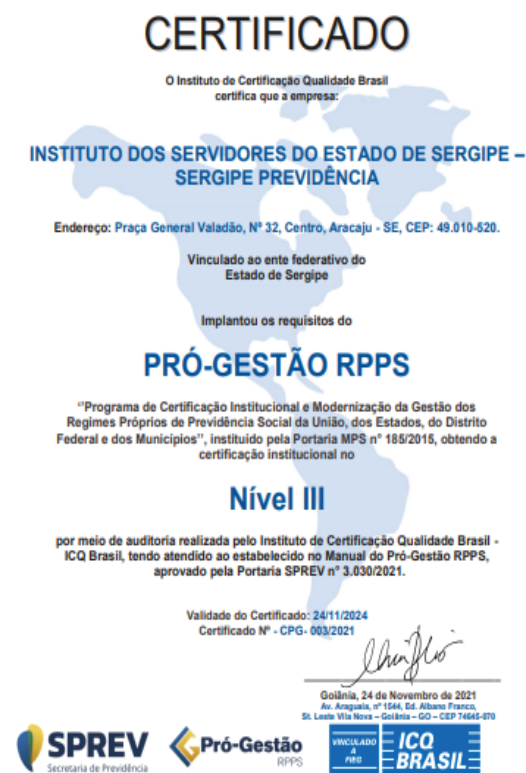 CERTIFICADO
O Instituto de Certificação Qualidade Brasil
certifica que a empresa:
INSTITUTO DOS SERVIDORES DO ESTADO DE SERGIPE –
SERGIPE PREVIDÊNCIA
Endereço: Praça General Valadão, Nº 32, Centro, Aracaju - SE, CEP: 49.010-520.
Vinculado ao ente federativo do
Estado de Sergipe
Implantou os requisitos do
PRÓ-GESTÃO RPPS
"Programa de Certificação Institucional e Modernização da Gestão dos
Regimes Próprios de Previdência Social da União, dos Estados, do Distrito
Federal e dos Municípios", instituído pela Portaria MPS n° 185/2015, obtendo a
certificação institucional no
Nível III
por meio de auditoria realizada pelo Instituto de Certificação Qualidade Brasil -
ICQ Brasil, tendo atendido ao estabelecido no Manual do Pró-Gestão RPPS,
aprovado pela Portaria SPREV n° 3.030/2021.
Validade do Certificado: 24/11/2024
Certificado Nº - CPG- 003/2021
Goiânia, 24 de Novembro de 2021
Av. Araguaia, nº 1544, Ed. Albano Franco,
St. Leste Vila Nova – Goiânia – GO – CEP 74645-070
SPREV
Secretaria de Previdência
Pró-Gestão
RPPS
VINCULADO
À
FIEG
ICQ
BRASIL